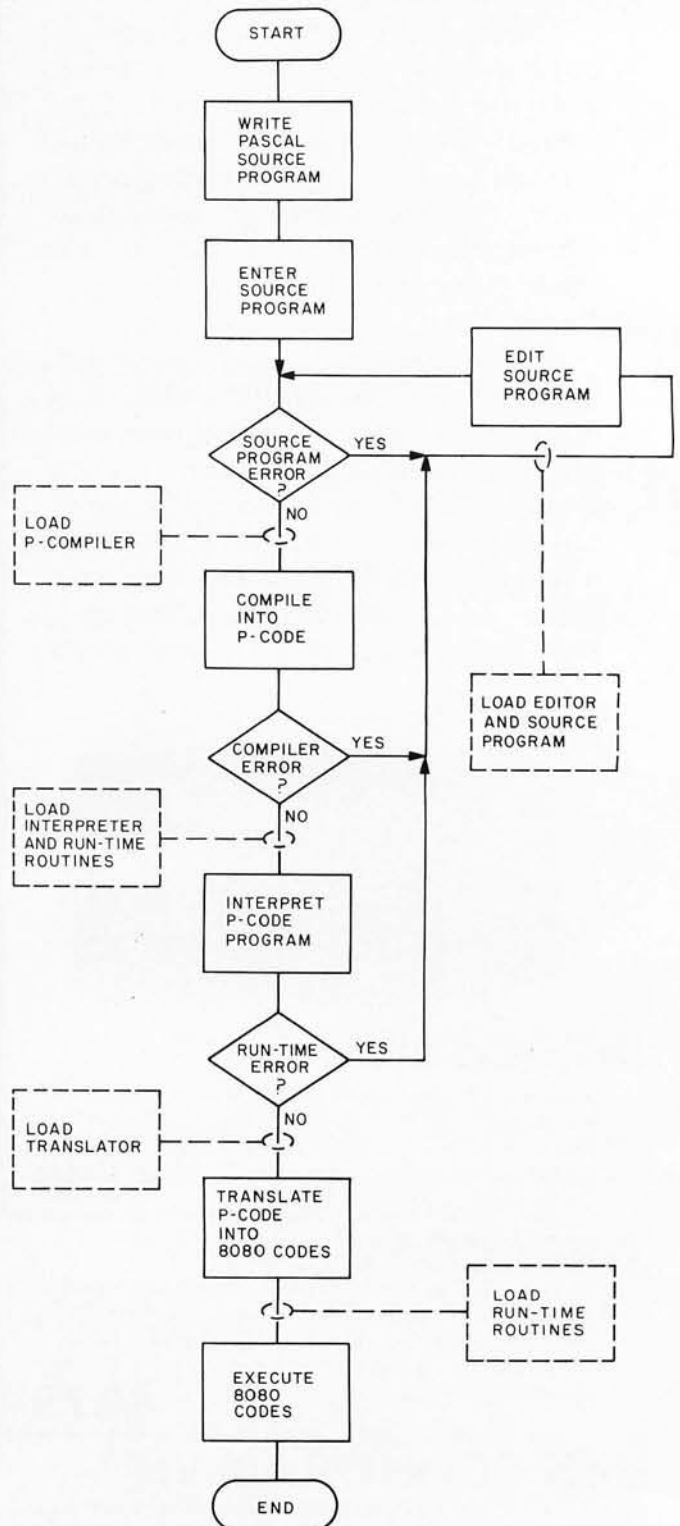 START
WRITE
PASCAL
SOURCE
PROGRAM
ENTER
SOURCE
PROGRAM
EDIT
SOURCE
PROGRAM
SOURCE
PROGRAM
ERROR
?
YES
NO
LOAD
P-COMPILER
COMPILE
INTO
P-CODE
LOAD EDITOR
AND SOURCE
PROGRAM
COMPILER
ERROR
?
YES
NO
LOAD
INTERPRETER
AND RUN-TIME
ROUTINES
INTERPRET
P-CODE
PROGRAM
RUN-TIME
ERROR
?
YES
NO
LOAD
TRANSLATOR
TRANSLATE
P-CODE
INTO
8080 CODES
LOAD
RUN-TIME
ROUTINES
EXECUTE
8080
CODES
END